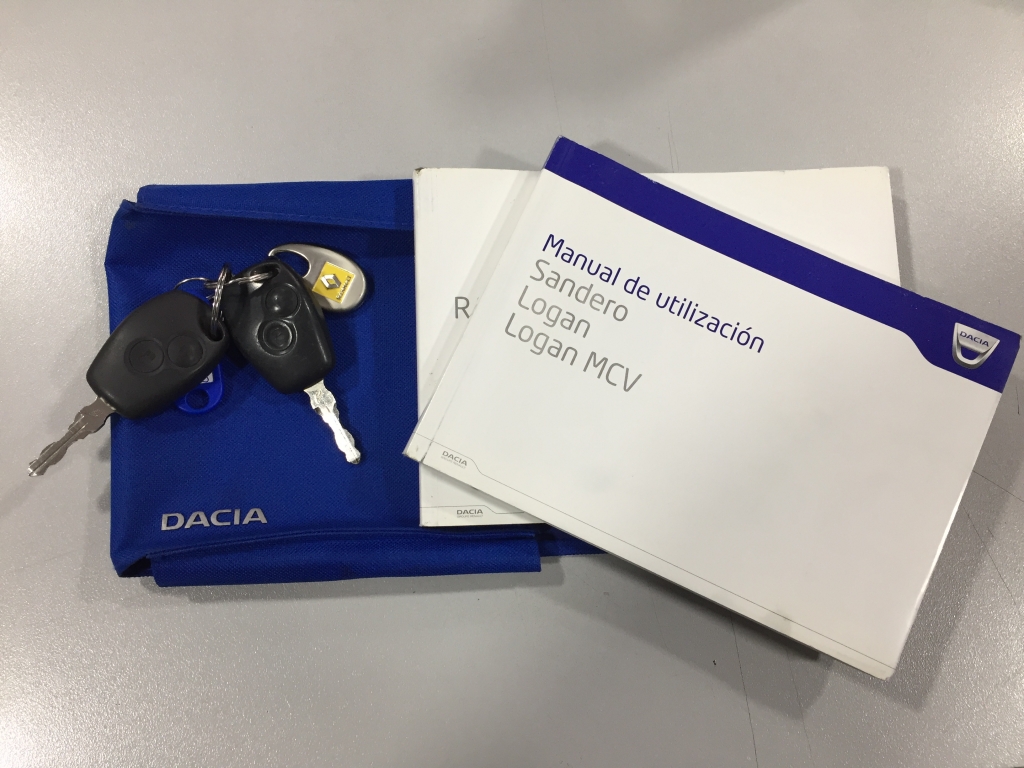 Manual de utilización
Sandero
Logan
Logan MCV
DACIA
R
DACIA
DACIA
DACIA